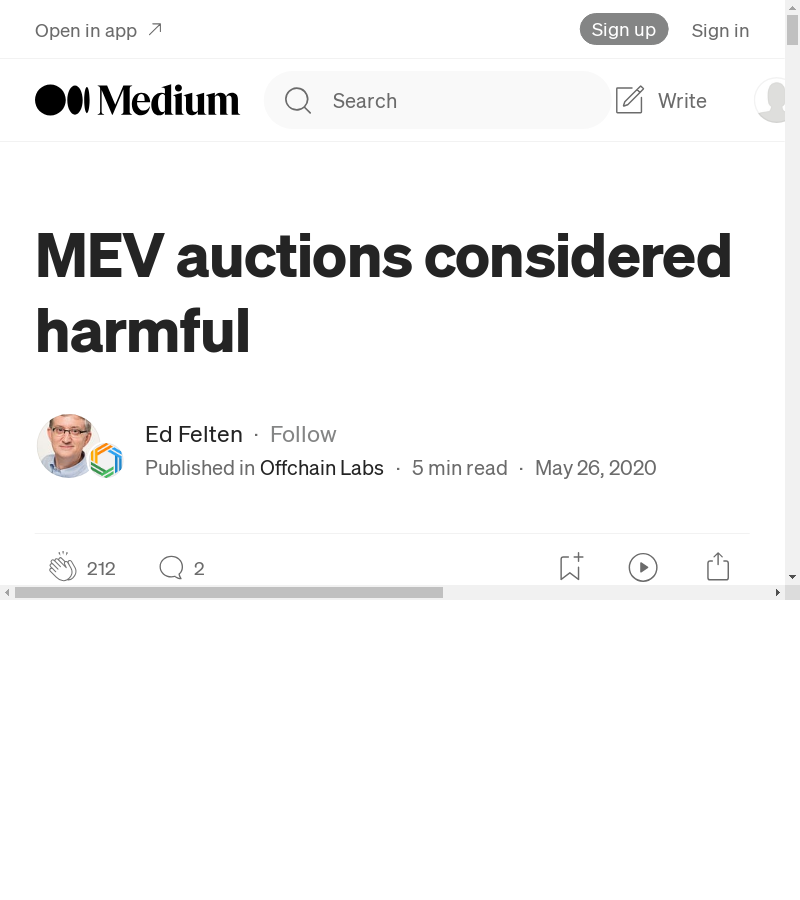 Open in app
Sign up
Sign in
Medium
Search
Write
MEV auctions considered
harmful
Ed Felten · Follow
Published in Offchain Labs · 5 min read · May 26, 2020
212
2